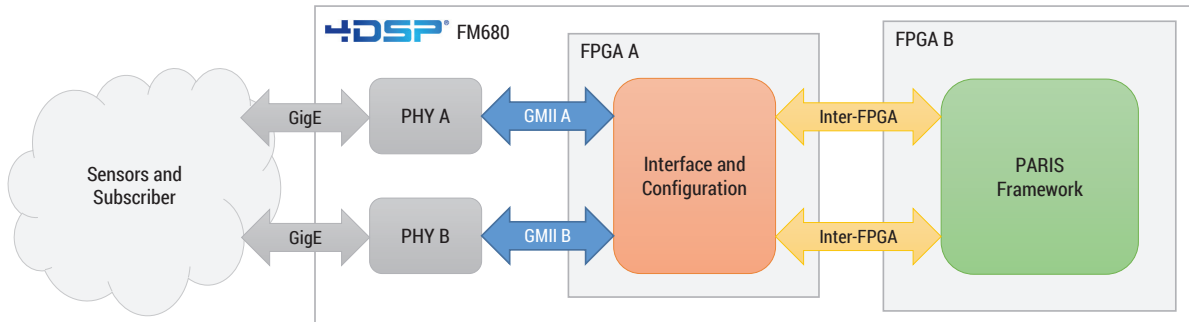 4DSP® FM680
FPGA A
FPGA B
GigE
PHY A
GMII A
Inter-FPGA
Sensors and
Subscriber
Interface and
Configuration
PARIS
Framework
GigE
PHY B
GMII B
Inter-FPGA